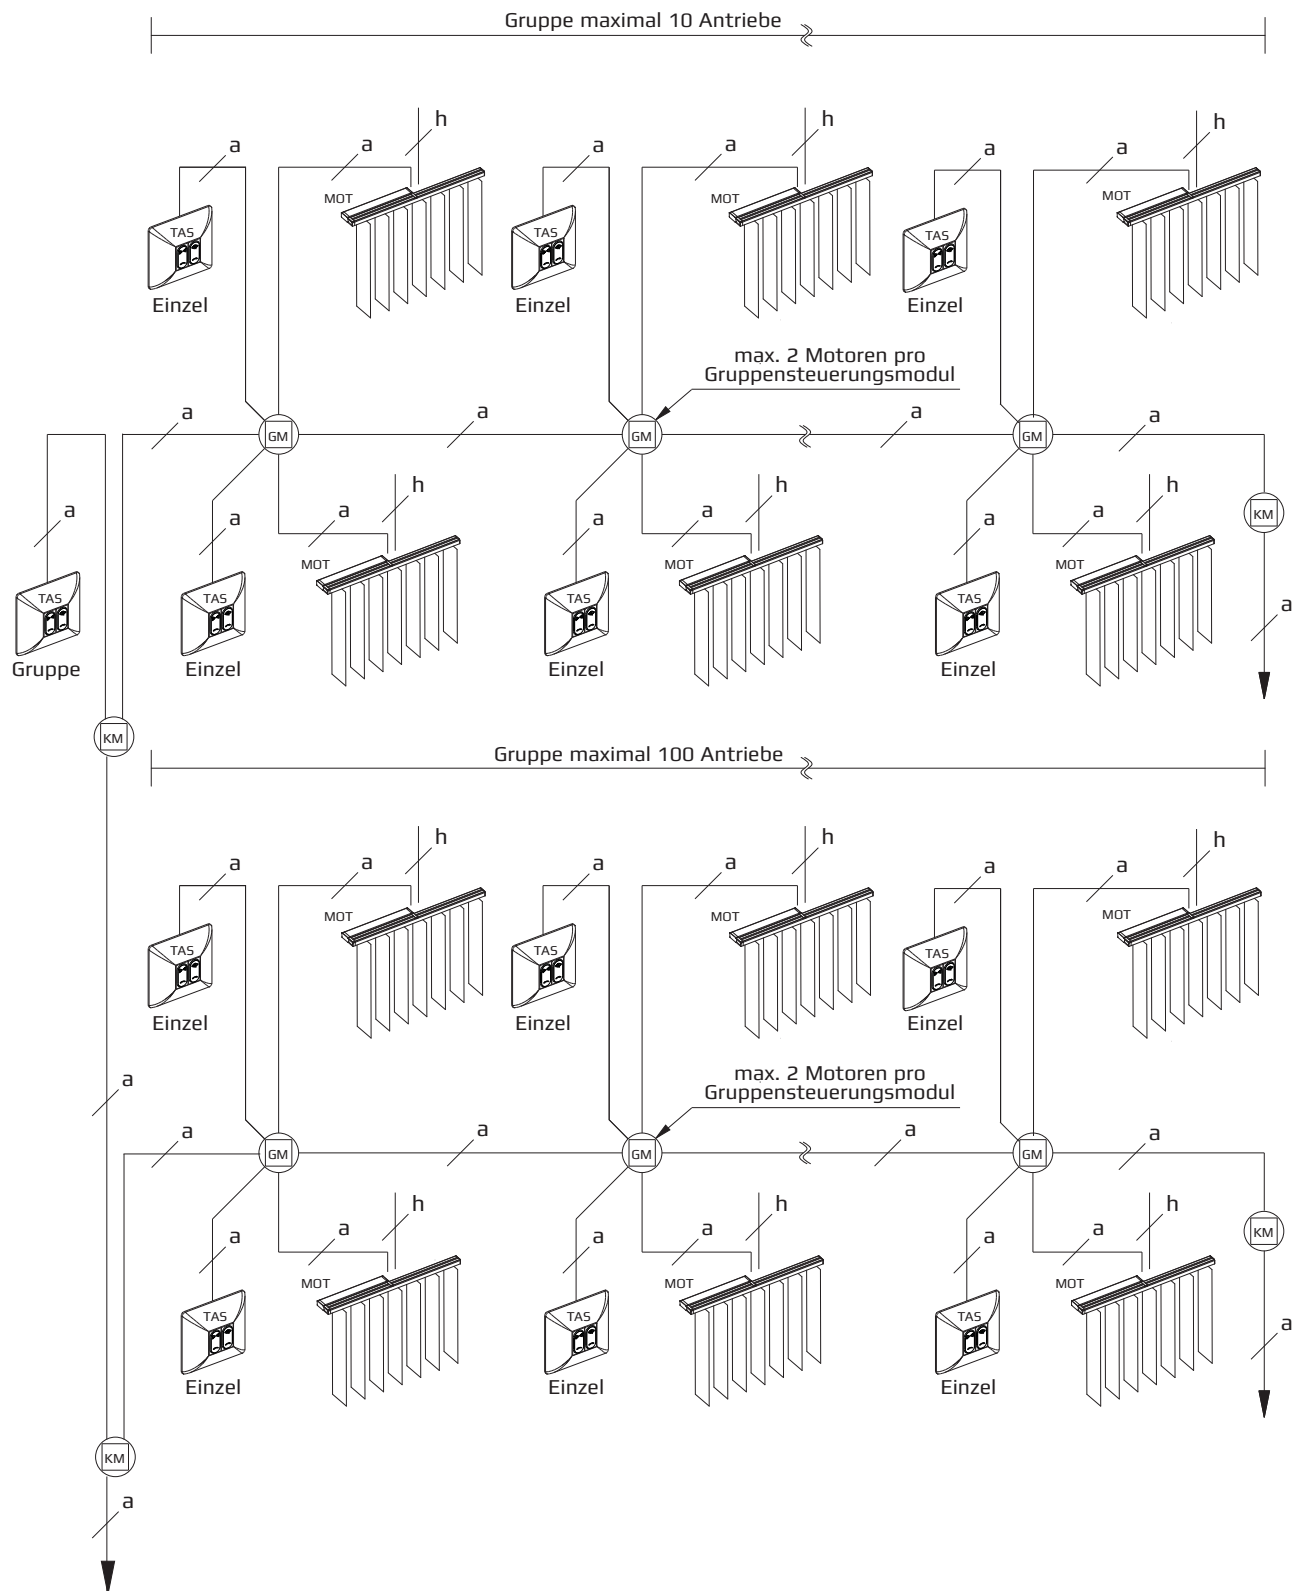 Gruppe maximal 10 Antriebe
h h h
a a a a a a
MOT MOT MOT
TAS TAS TAS
Einzel Einzel Einzel
max. 2 Motoren pro
Gruppensteuerungsmodul
a a a a
GM GM GM
h h h
a a a a a a a
KM
MOT MOT MOT
TAS TAS TAS TAS
a
Gruppe Einzel Einzel Einzel
KM
Gruppe maximal 100 Antriebe
h h h
a a a a a a
MOT MOT MOT
TAS TAS TAS
Einzel Einzel Einzel
max. 2 Motoren pro
Gruppensteuerungsmodul
a
a a a a
GM GM GM
h h h
a a a a a a
KM
MOT MOT MOT
TAS TAS TAS
a
Einzel Einzel Einzel
KM
a